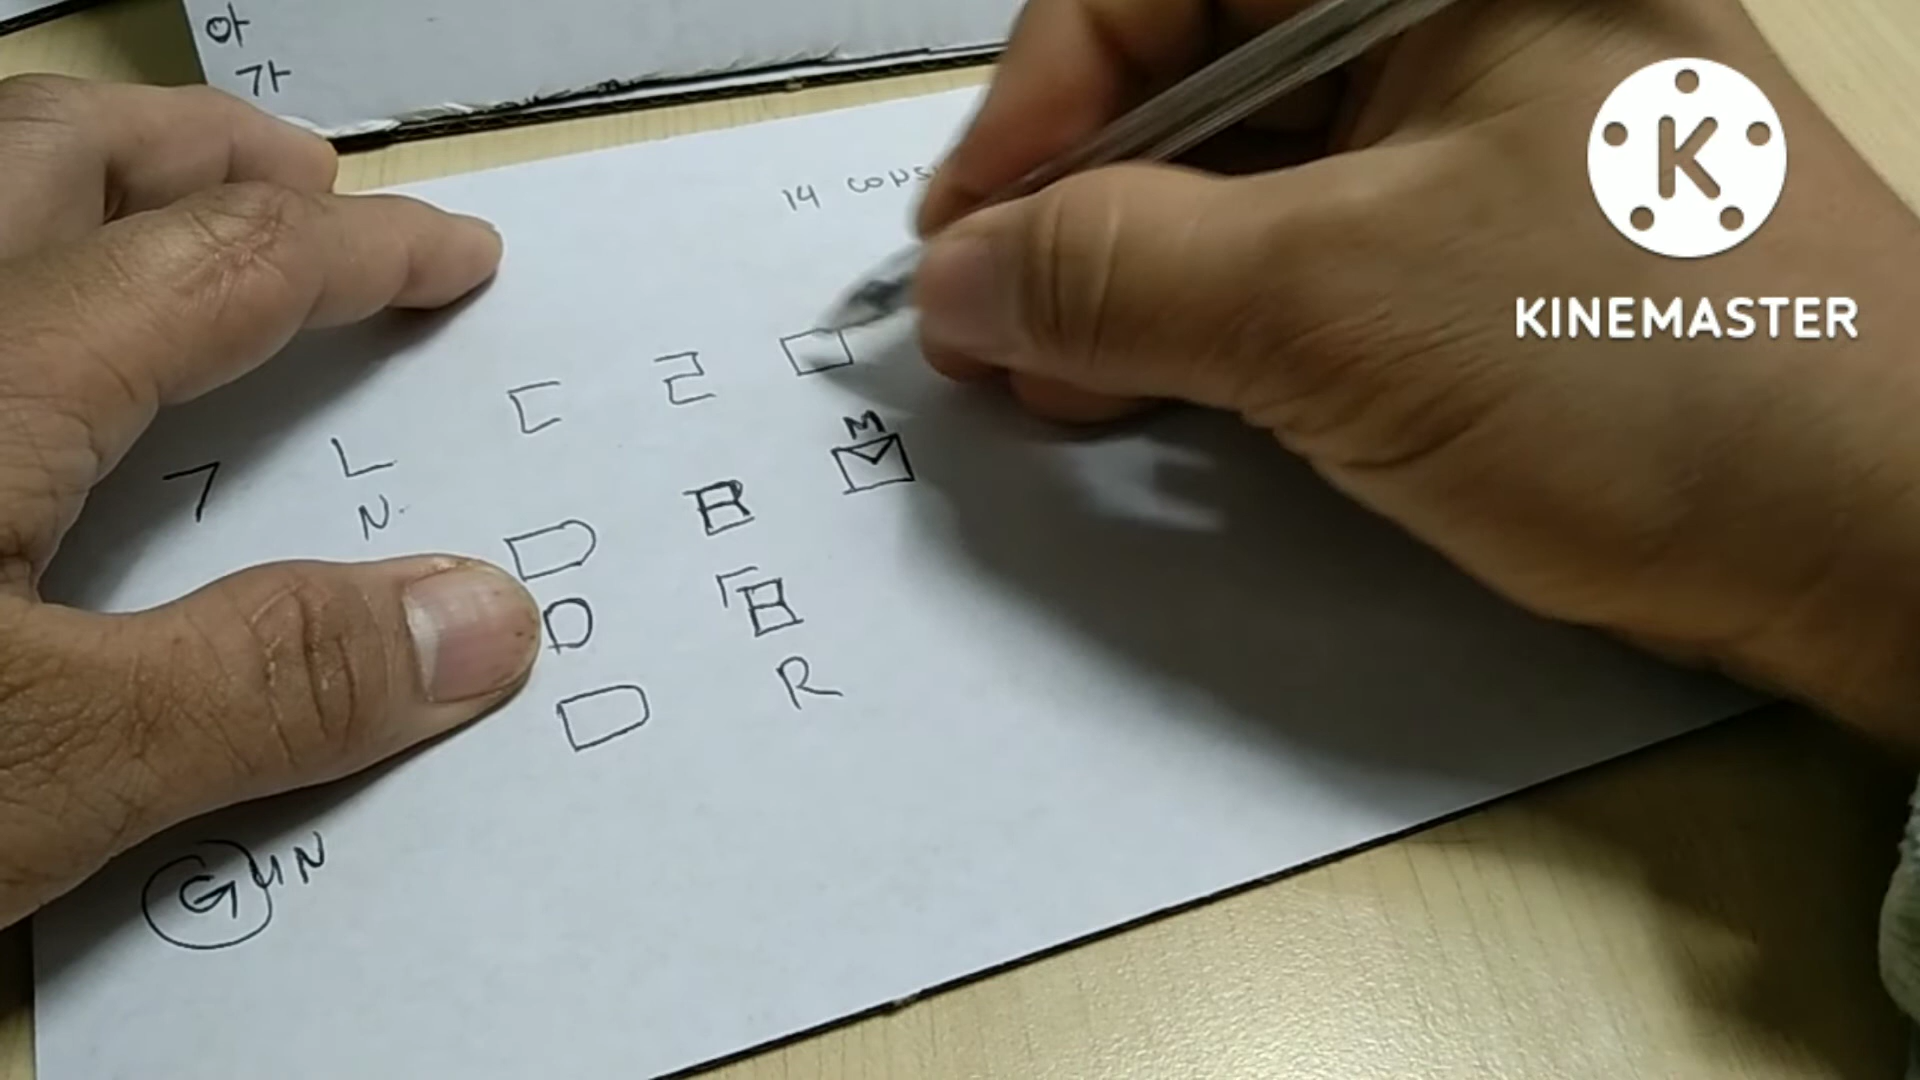 아
가
14 cons
ㄱ ㄴ ㄷ ㄹ ㅁ
N M
D
R
GUN
K
KINEMASTER